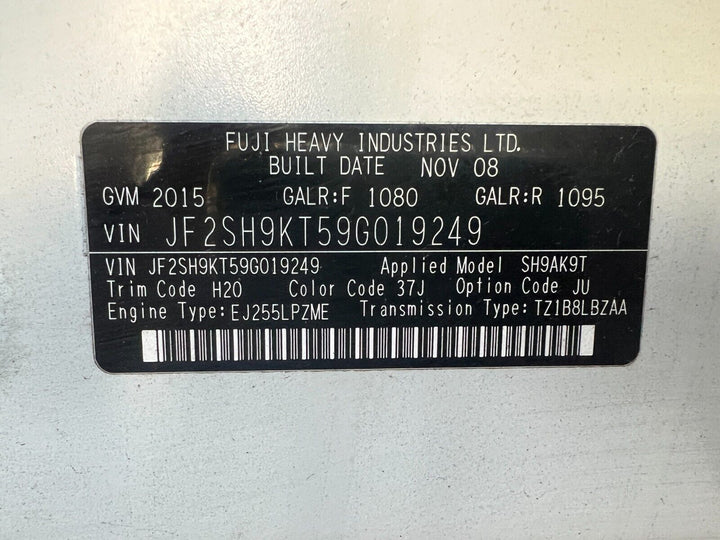 FUJI HEAVY INDUSTRIES LTD.
BUILT DATE NOV 08
GVM 2015 GALR:F 1080 GALR:R 1095
VIN JF2SH9KT59G019249
VIN JF2SH9KT59G019249 Applied Model SH9AK9T
Trim Code H20 Color Code 37J Option Code JU
Engine Type:EJ255LPZME Transmission Type:TZ1B8LBZAA